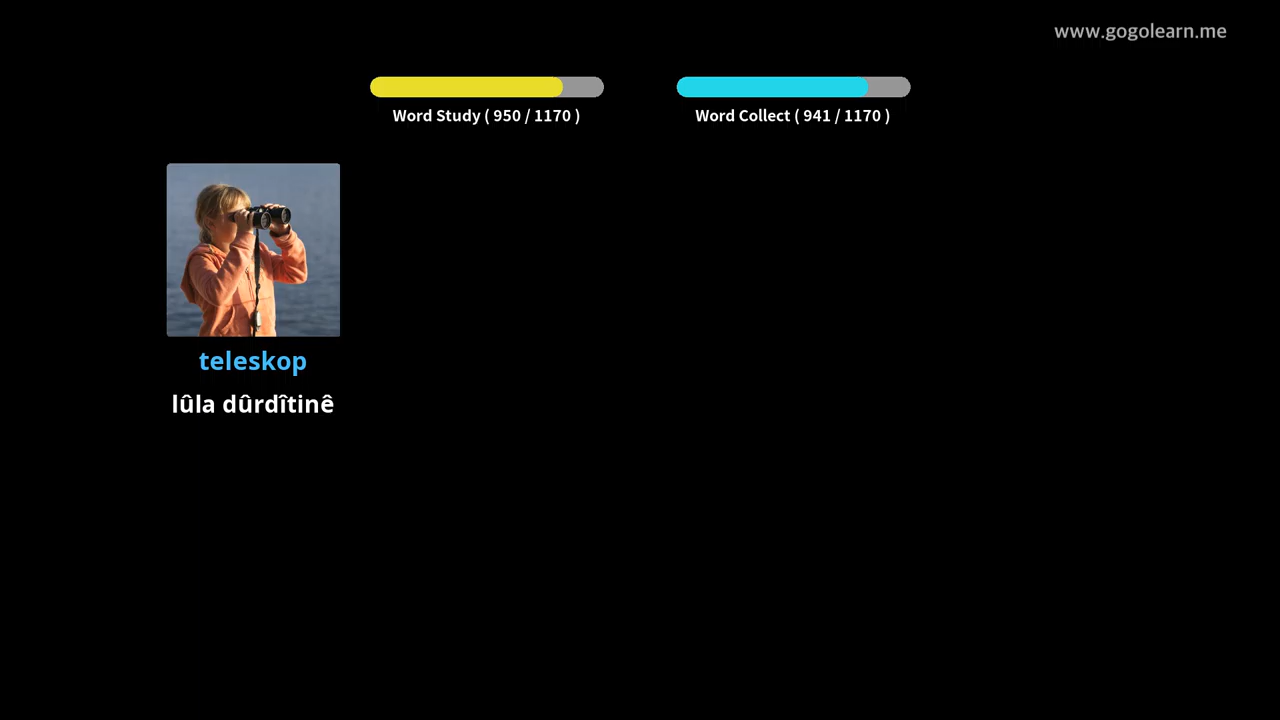 www.gogolearn.me
Word Study ( 950 / 1170 )
Word Collect ( 941 / 1170 )
teleskop
lûla dûrdîtinê